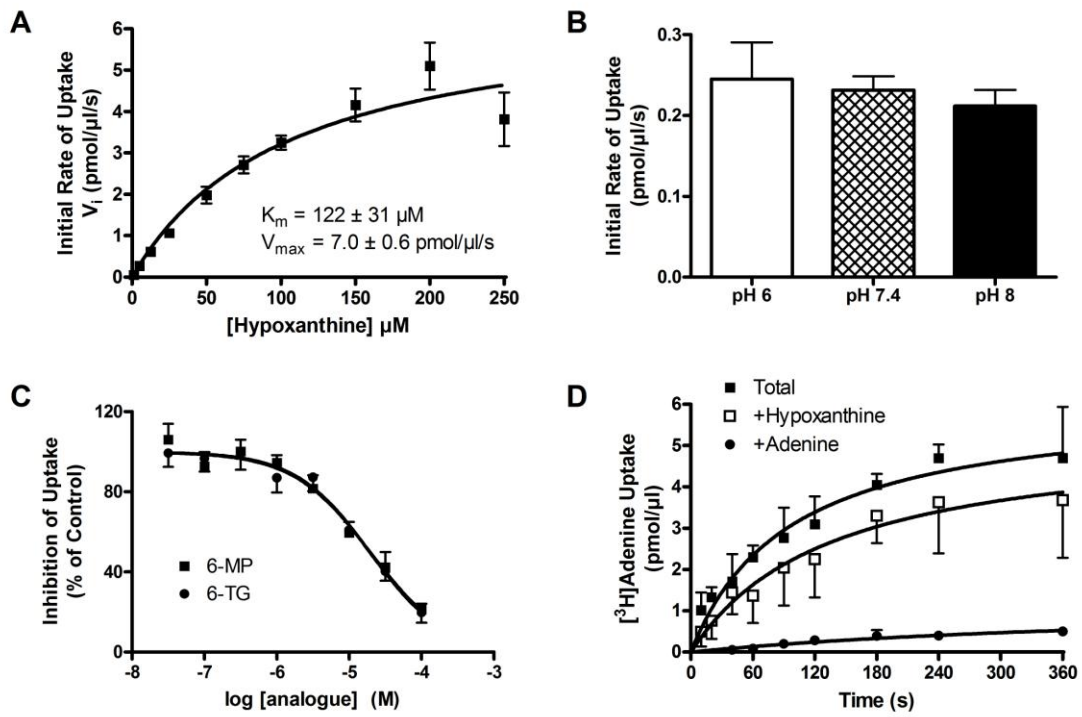 A
Initial Rate of Uptake
Vi (pmol/µl/s)
6
5
4
3
2
1
0
Km = 122 ± 31 µM
Vmax = 7.0 ± 0.6 pmol/µl/s
0 50 100 150 200 250
[Hypoxanthine] µM
B
Initial Rate of Uptake
(pmol/µl/s)
0.3
0.2
0.1
0.0
pH 6 pH 7.4 pH 8
C
Inhibition of Uptake
(% of Control)
120
80
40
0
6-MP
6-TG
-8 -7 -6 -5 -4 -3
log [analogue] (M)
D
Total
+Hypoxanthine
+Adenine
[³H]Adenine Uptake
(pmol/µl)
6
5
4
3
2
1
0
0 60 120 180 240 300 360
Time (s)